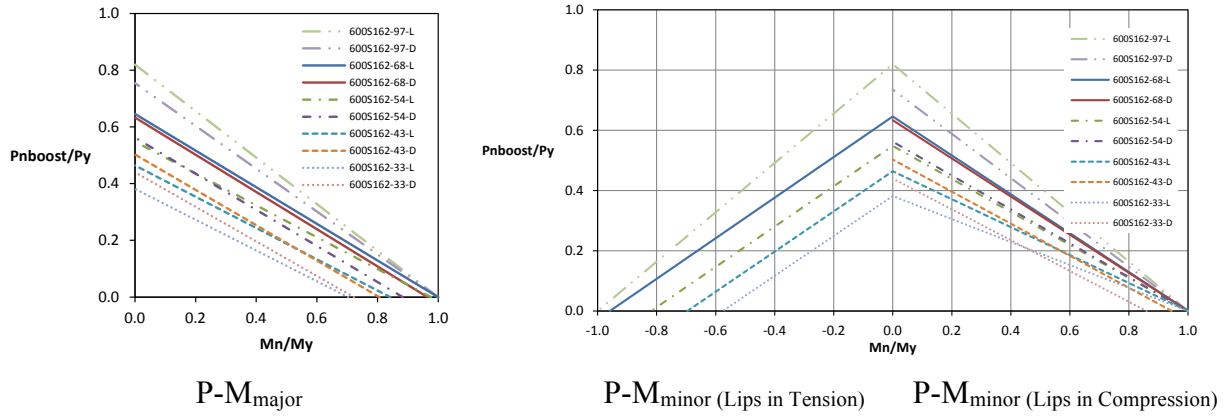 1.0
0.8
0.6
0.4
0.2
0.0
Pnboost/Py
600S162-97-L
600S162-97-D
600S162-68-L
600S162-68-D
600S162-54-L
600S162-54-D
600S162-43-L
600S162-43-D
600S162-33-L
600S162-33-D
0.0 0.2 0.4 0.6 0.8 1.0
Mn/My
P-Mmajor
1.0
0.8
0.6
0.4
0.2
0.0
Pnboost/Py
600S162-97-L
600S162-97-D
600S162-68-L
600S162-68-D
600S162-54-L
600S162-54-D
600S162-43-L
600S162-43-D
600S162-33-L
600S162-33-D
-1.0 -0.8 -0.6 -0.4 -0.2 0.0 0.2 0.4 0.6 0.8 1.0
Mn/My
P-Mminor (Lips in Tension) P-Mminor (Lips in Compression)